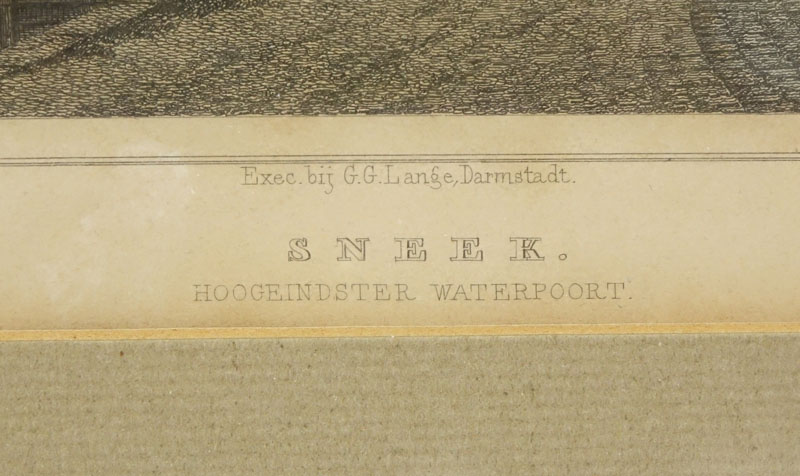 Exec. bij G.G. Lange, Darmstadt.
SNEEK.
HOOGEINDSTER WATERPOORT.